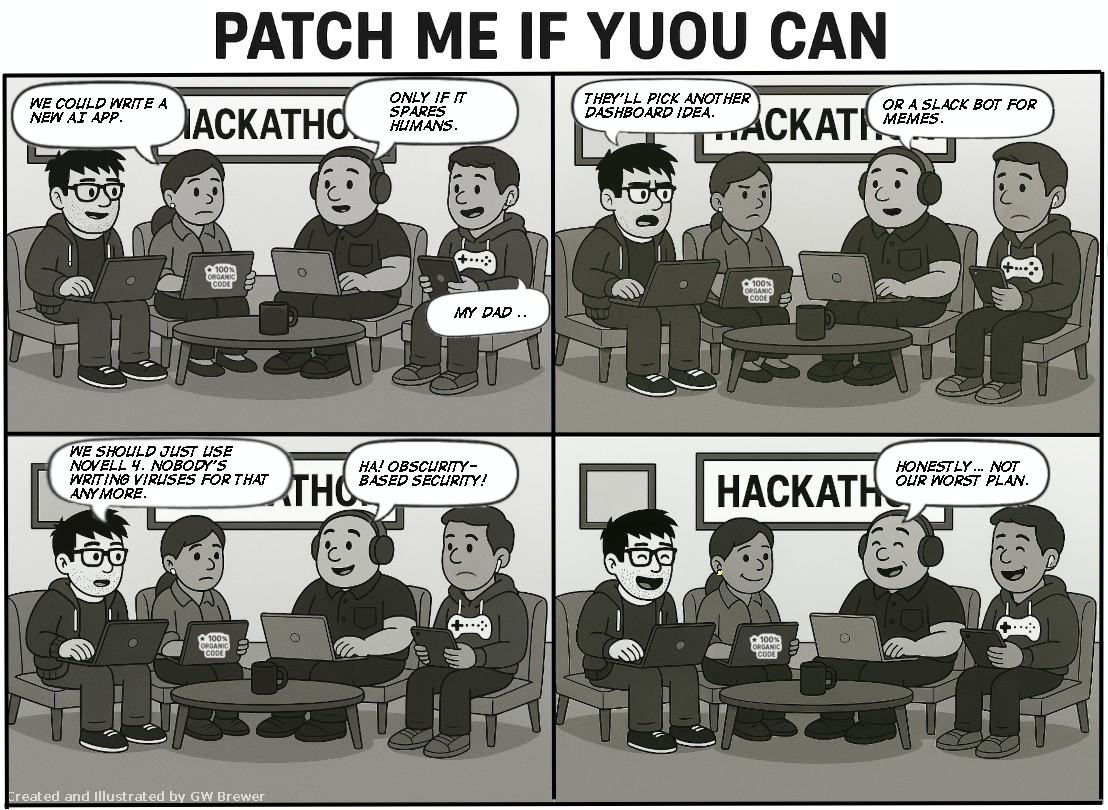 PATCH ME IF YUOU CAN
WE COULD WRITE A
NEW AI APP.
ONLY IF IT
SPARES
HUMANS.
HACKATHO
★ 100%
ORGANIC
CODE
MY DAD ..
THEY'LL PICK ANOTHER
DASHBOARD IDEA.
OR A SLACK BOT FOR
MEMES.
HACKATH
★ 100%
ORGANIC
CODE
WE SHOULD JUST USE
NOVELL 4. NOBODY'S
WRITING VIRUSES FOR THAT
ANYMORE.
HA! OBSCURITY-
BASED SECURITY!
ATHO
★ 100%
ORGANIC
CODE
HONESTLY... NOT
OUR WORST PLAN.
HACKATH
★ 100%
ORGANIC
CODE
Created and Illustrated by GW Brewer